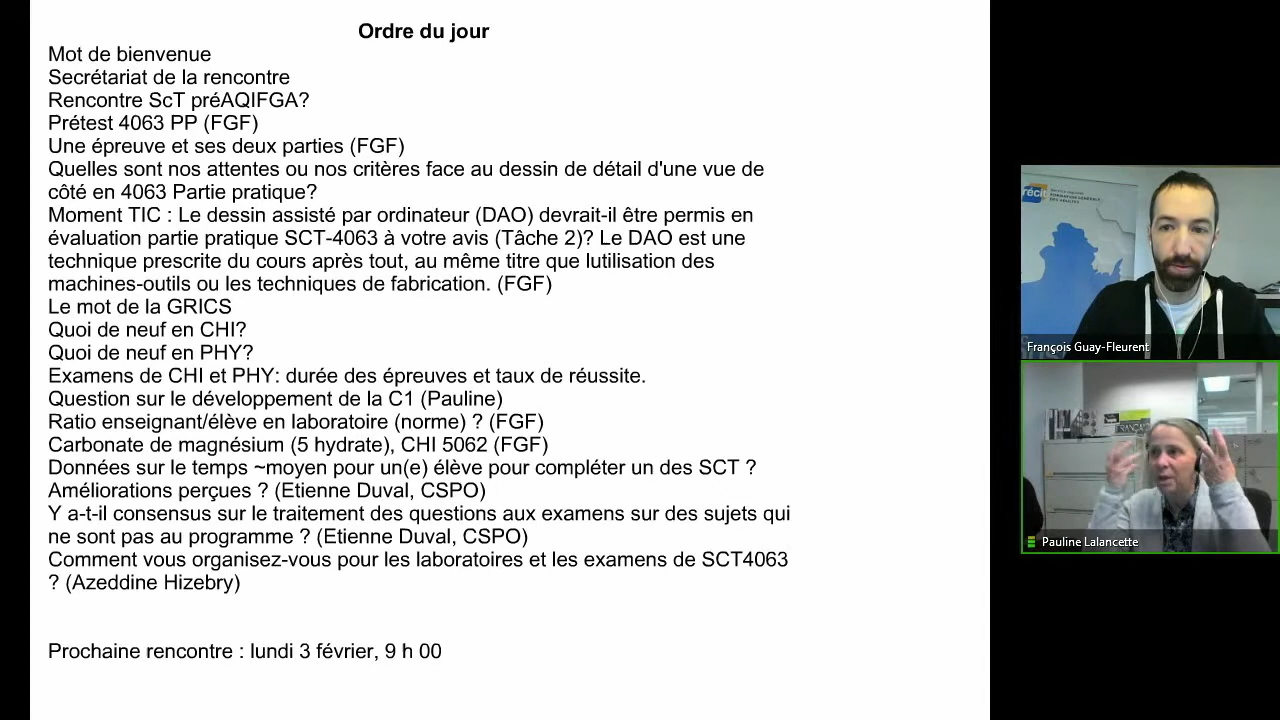 Ordre du jour
Mot de bienvenue
Secrétariat de la rencontre
Rencontre ScT préAQIFGA?
Prétest 4063 PP (FGF)
Une épreuve et ses deux parties (FGF)
Quelles sont nos attentes ou nos critères face au dessin de détail d'une vue de
côté en 4063 Partie pratique?
Moment TIC : Le dessin assisté par ordinateur (DAO) devrait-il être permis en
évaluation partie pratique SCT-4063 à votre avis (Tâche 2)? Le DAO est une
technique prescrite du cours après tout, au même titre que lutilisation des
machines-outils ou les techniques de fabrication. (FGF)
Le mot de la GRICS
Quoi de neuf en CHI?
Quoi de neuf en PHY?
Examens de CHI et PHY: durée des épreuves et taux de réussite.
Question sur le développement de la C1 (Pauline)
Ratio enseignant/élève en laboratoire (norme) ? (FGF)
Carbonate de magnésium (5 hydrate), CHI 5062 (FGF)
Données sur le temps ~moyen pour un(e) élève pour compléter un des SCT ?
Améliorations perçues ? (Etienne Duval, CSPO)
Y a-t-il consensus sur le traitement des questions aux examens sur des sujets qui
ne sont pas au programme ? (Etienne Duval, CSPO)
Comment vous organisez-vous pour les laboratoires et les examens de SCT4063
? (Azeddine Hizebry)
Prochaine rencontre : lundi 3 février, 9 h 00
récit
FORMATION GÉNÉRALE
DES ADULTES
François Guay-Fleurent
FRANÇAI
Pauline Lalancette